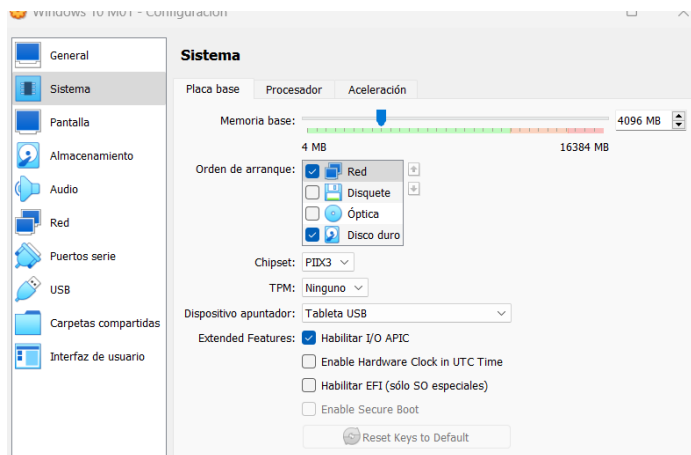 Windows 10 M01 - Configuración
General
Sistema
Pantalla
Almacenamiento
Audio
Red
Puertos serie
USB
Carpetas compartidas
Interfaz de usuario
Sistema
Placa base Procesador Aceleración
Memoria base: 4096 MB
4 MB 16384 MB
Orden de arranque: Red
Disquete
Óptica
Disco duro
Chipset: PIIX3
TPM: Ninguno
Dispositivo apuntador: Tableta USB
Extended Features: Habilitar I/O APIC
Enable Hardware Clock in UTC Time
Habilitar EFI (sólo SO especiales)
Enable Secure Boot
Reset Keys to Default